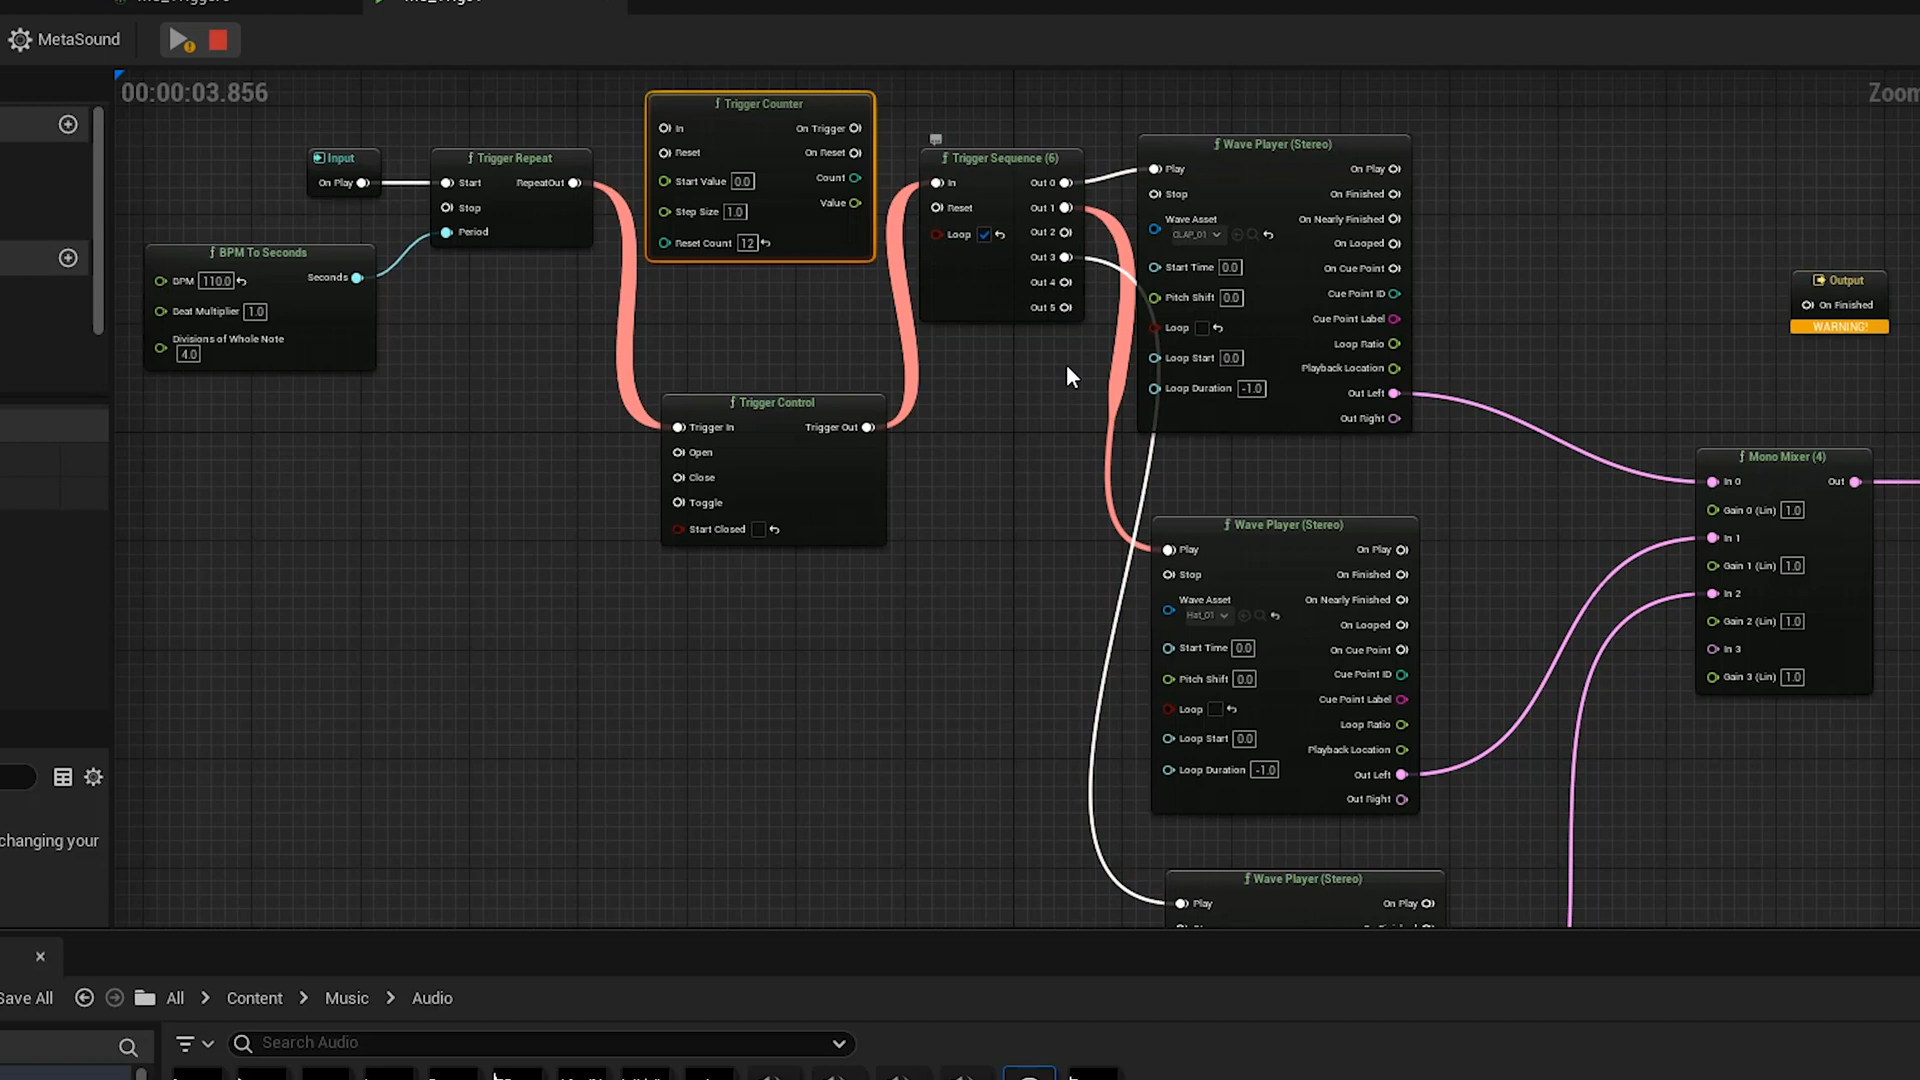 MetaSound
00:00:03.856
Zoom
Input
On Play
BPM To Seconds
BPM 110.0
Seconds
Beat Multiplier 1.0
Divisions of Whole Note
4.0
Trigger Repeat
Start RepeatOut
Stop
Period
Trigger Counter
In On Trigger
Reset On Reset
Count
Start Value 0.0
Value
Step Size 1.0
Reset Count 12
Trigger Control
Trigger In Trigger Out
Open
Close
Toggle
Start Closed
Trigger Sequence (6)
In Out 0
Reset Out 1
Loop Out 2
Out 3
Out 4
Out 5
Wave Player (Stereo)
Play On Play
Stop On Finished
Wave Asset On Nearly Finished
CLAP_01
On Looped
Start Time 0.0 On Cue Point
Pitch Shift 0.0 Cue Point ID
Loop Cue Point Label
Loop Ratio
Loop Start 0.0
Playback Location
Loop Duration -1.0 Out Left
Out Right
Wave Player (Stereo)
Play On Play
Stop On Finished
Wave Asset On Nearly Finished
Hat_01
On Looped
Start Time 0.0 On Cue Point
Pitch Shift 0.0 Cue Point ID
Loop Cue Point Label
Loop Ratio
Loop Start 0.0
Playback Location
Loop Duration -1.0 Out Left
Out Right
Wave Player (Stereo)
Play On Play
Output
On Finished
WARNING!
Mono Mixer (4)
In 0 Out
Gain 0 (Lin) 1.0
In 1
Gain 1 (Lin) 1.0
In 2
Gain 2 (Lin) 1.0
In 3
Gain 3 (Lin) 1.0
changing your
Save All All Content Music Audio
Search Audio